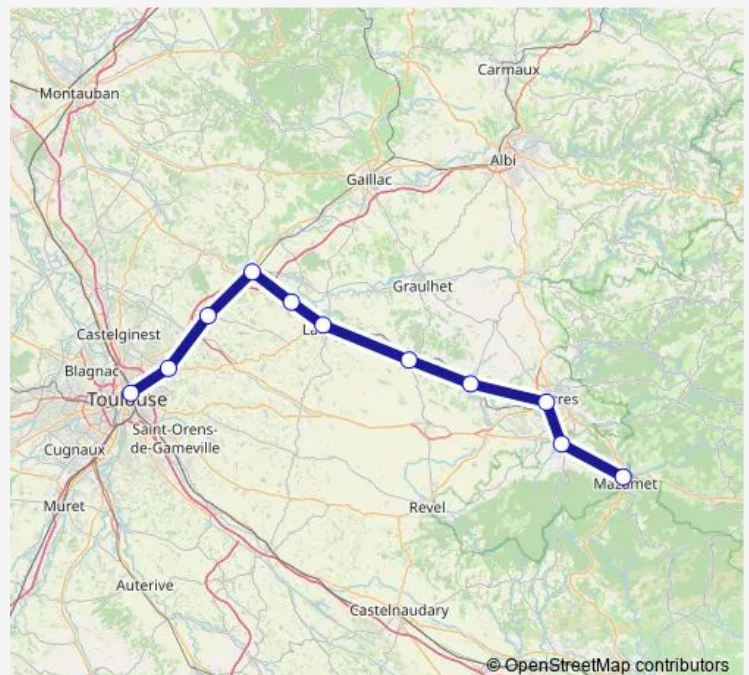 Carmaux
Montauban
Albi
Gaillac
Graulhet
Castelginest
La
Blagnac
Toulouse
res
Saint-Orens-
de-Gameville
Cugnaux
Mazamet
Muret
Revel
Auterive
Castelnaudary
© OpenStreetMap contributors